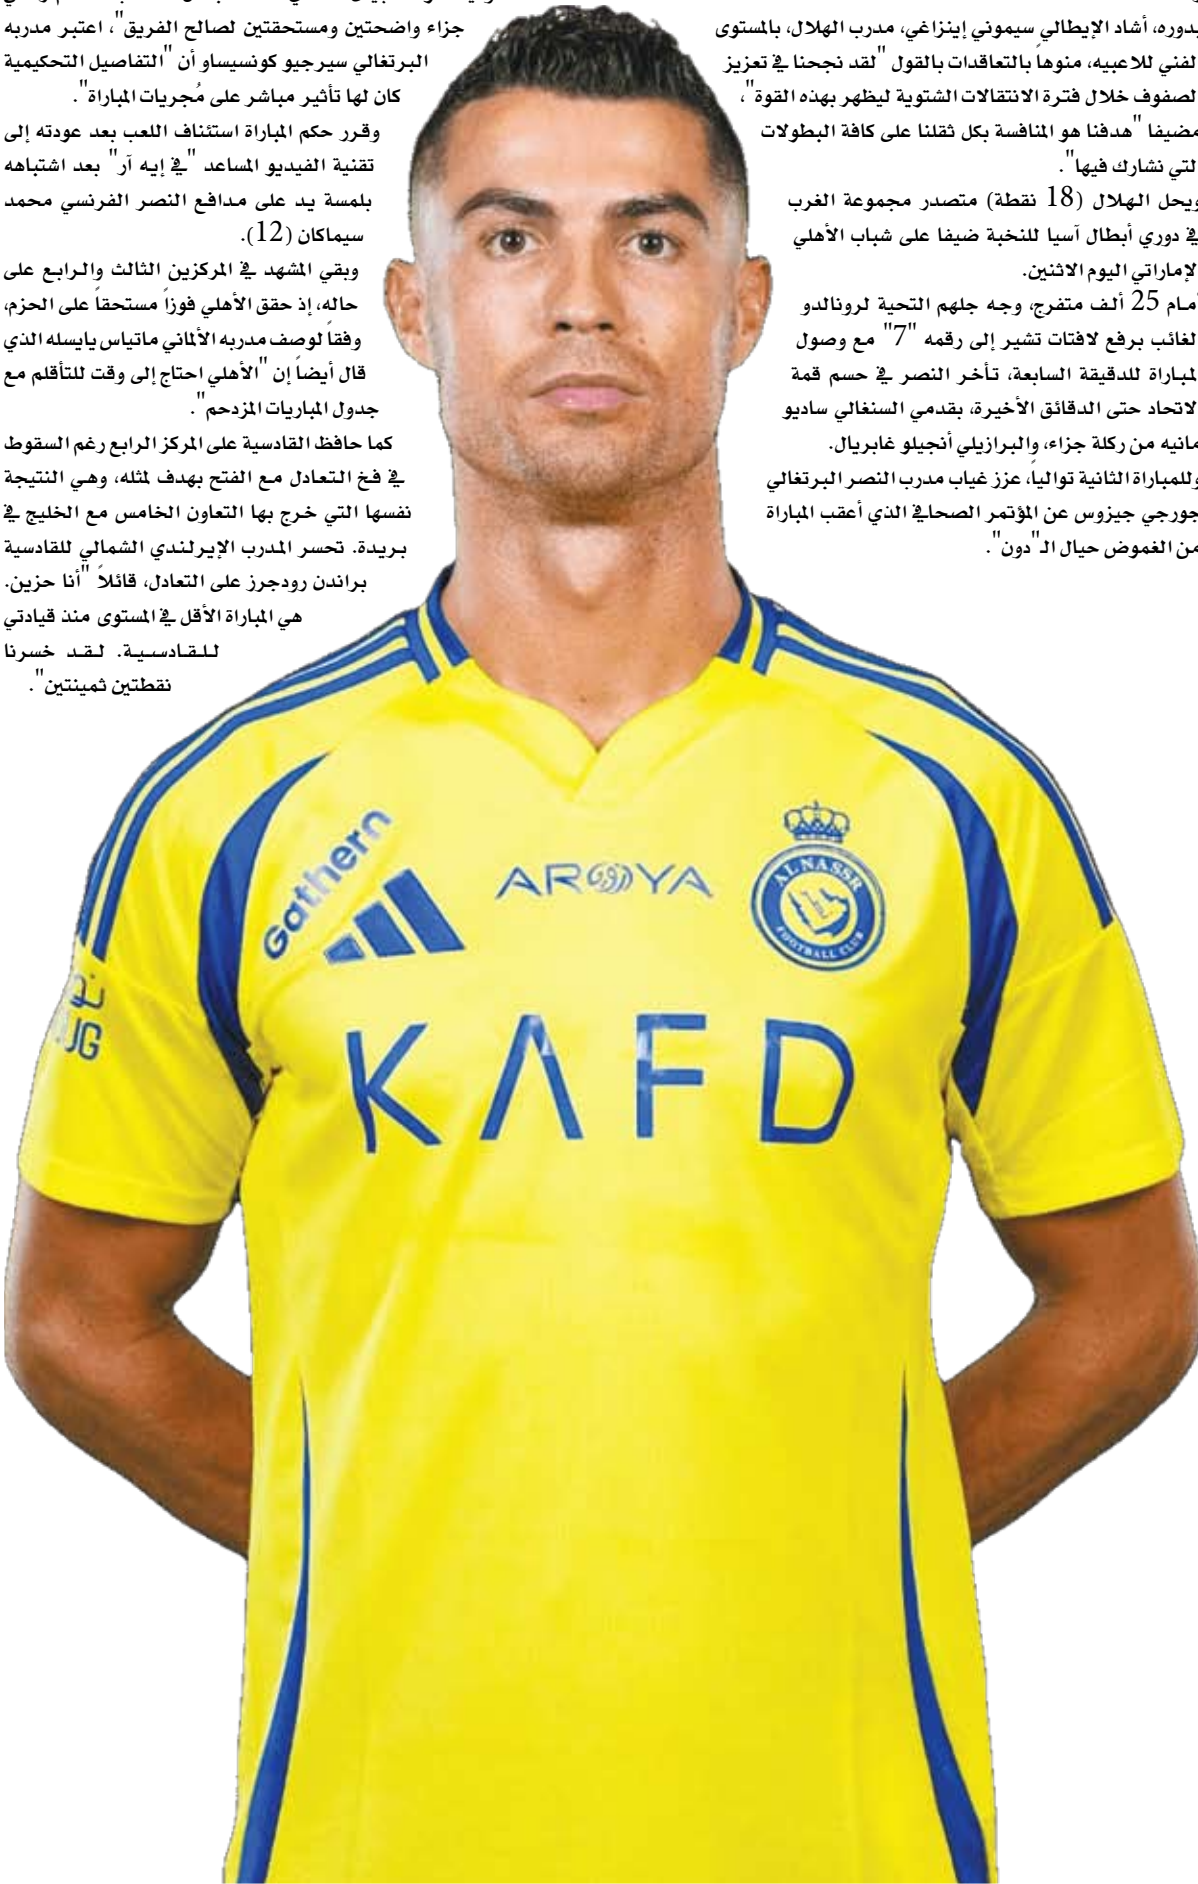 بدوره، أشاد الإيطالي سيموني إينزاغي، مدرب الهلال، بالمستوى
لفني للاعبيه، منوهاً بالتعاقدات بالقول "لقد نجحنا في تعزيز
لصفوف خلال فترة الانتقالات الشتوية ليظهر بهذه القوة"،
مضيفا "هدفنا هو المنافسة بكل ثقلنا على كافة البطولات
لتي نشارك فيها".
ويحل الهلال (18 نقطة) متصدر مجموعة الغرب
في دوري أبطال آسيا للنخبة ضيفا على شباب الأهلي
لإماراتي اليوم الاثنين.
أمام 25 ألف متفرج، وجه جلهم التحية لرونالدو
لغائب برفع لافتات تشير إلى رقمه "7" مع وصول
لمباراة للدقيقة السابعة، تأخر النصر في حسم قمة
لاتحاد حتى الدقائق الأخيرة، بقدمي السنغالي ساديو
مانيه من ركلة جزاء، والبرازيلي أنجيلو غابريال.
وللمباراة الثانية توالياً، عزز غياب مدرب النصر البرتغالي
جورجي جيزوس عن المؤتمر الصحافي الذي أعقب المباراة
من الغموض حيال الـ"دون".
جزاء واضحتين ومستحقتين لصالح الفريق"، اعتبر مدربه
البرتغالي سيرجيو كونسيساو أن "التفاصيل التحكيمية
كان لها تأثير مباشر على مُجريات المباراة".
وقرر حكم المباراة استئناف اللعب بعد عودته إلى
تقنية الفيديو المساعد "في إيه آر" بعد اشتباهه
بلمسة يد على مدافع النصر الفرنسي محمد
سيماكان (12).
وبقي المشهد في المركزين الثالث والرابع على
حاله، إذ حقق الأهلي فوزاً مستحقاً على الحزم،
وفقاً لوصف مدربه الألماني ماتياس يايسله الذي
قال أيضاً إن "الأهلي احتاج إلى وقت للتأقلم مع
جدول المباريات المزدحم".
كما حافظ القادسية على المركز الرابع رغم السقوط
في فخ التعادل مع الفتح بهدف لمثله، وهي النتيجة
نفسها التي خرج بها التعاون الخامس مع الخليج في
بريدة. تحسر المدرب الإيرلندي الشمالي للقادسية
براندن رودجرز على التعادل، قائلاً "أنا حزين.
هي المباراة الأقل في المستوى منذ قيادتي
للقادسية. لقد خسرنا
نقطتين ثمينتين".
Gathern
AROYA
AL NASSR
FOOTBALL CLUB
KAFD
UG